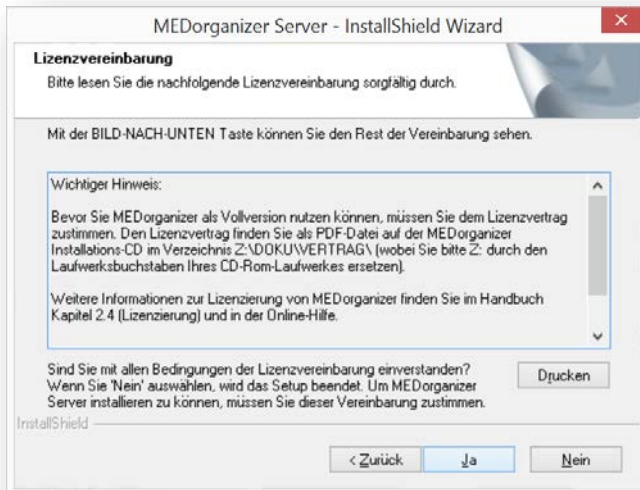 MEDorganizer Server - InstallShield Wizard
Lizenzvereinbarung
Bitte lesen Sie die nachfolgende Lizenzvereinbarung sorgfältig durch.
Mit der BILD-NACH-UNTEN Taste können Sie den Rest der Vereinbarung sehen.
Wichtiger Hinweis:
Bevor Sie MEDorganizer als Vollversion nutzen können, müssen Sie dem Lizenzvertrag
zustimmen. Den Lizenzvertrag finden Sie als PDF-Datei auf der MEDorganizer
Installations-CD im Verzeichnis Z:\DOKU\VERTRAG\ (wobei Sie bitte Z: durch den
Laufwerksbuchstaben Ihres CD-Rom-Laufwerkes ersetzen).
Weitere Informationen zur Lizenzierung von MEDorganizer finden Sie im Handbuch
Kapitel 2.4 (Lizenzierung) und in der Online-Hilfe.
Sind Sie mit allen Bedingungen der Lizenzvereinbarung einverstanden?
Wenn Sie 'Nein' auswählen, wird das Setup beendet. Um MEDorganizer
Server installieren zu können, müssen Sie dieser Vereinbarung zustimmen.
Drucken
InstallShield
< Zurück
Ja
Nein